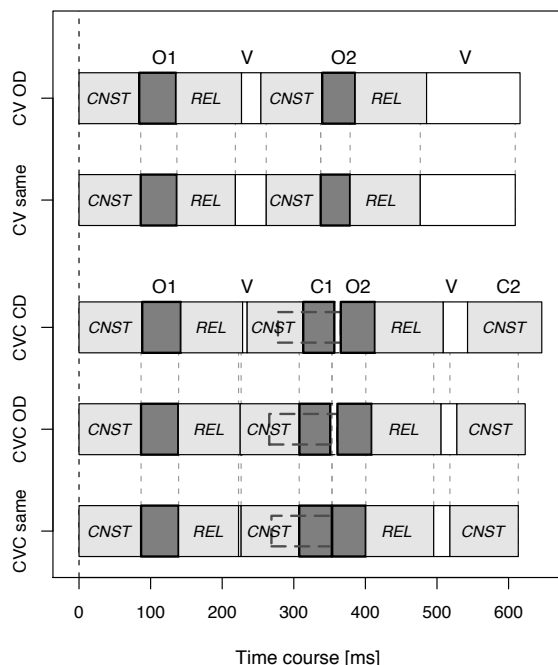 O1 V O2 V
CV OD
CNST REL CNST REL
CV same
CNST REL CNST REL
O1 V C1 O2 V C2
CVC CD
CNST REL CNST REL CNST
CVC OD
CNST REL CNST REL CNST
CVC same
CNST REL CNST REL CNST
0 100 200 300 400 500 600
Time course [ms]